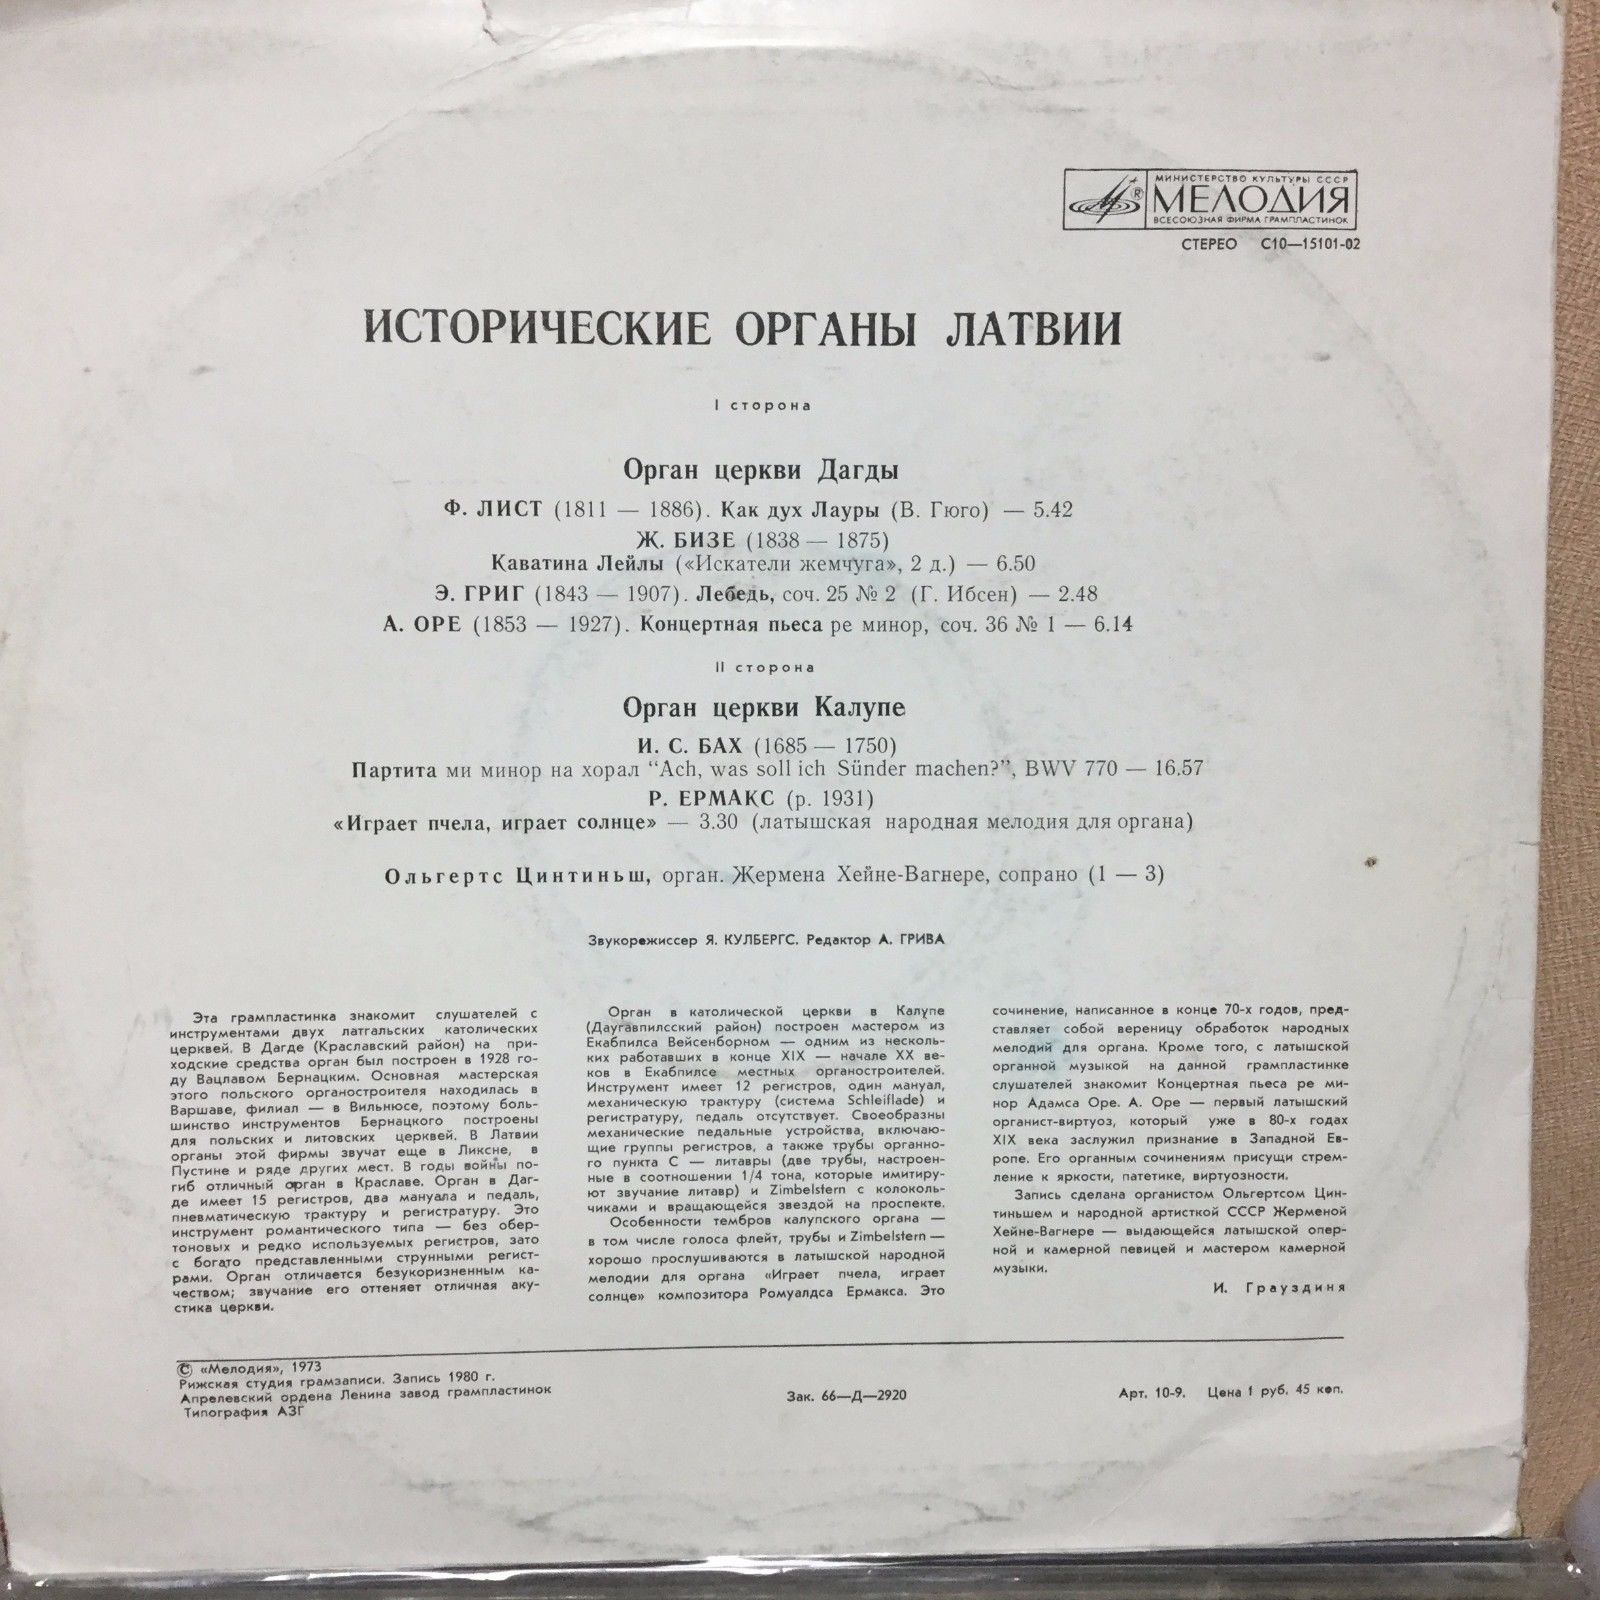 МИНИСТЕРСТВО КУЛЬТУРЫ СССР
МЕЛОДИЯ
ВСЕСОЮЗНАЯ ФИРМА ГРАМПЛАСТИНОК
СТЕРЕО С10—15101-02
ИСТОРИЧЕСКИЕ ОРГАНЫ ЛАТВИИ
I сторона
Орган церкви Дагды
Ф. ЛИСТ (1811 — 1886). Как дух Лауры (В. Гюго) — 5.42
Ж. БИЗЕ (1838 — 1875)
Каватина Лейлы («Искатели жемчуга», 2 д.) — 6.50
Э. ГРИГ (1843 — 1907). Лебедь, соч. 25 № 2 (Г. Ибсен) — 2.48
А. ОРЕ (1853 — 1927). Концертная пьеса ре минор, соч. 36 № 1 — 6.14
II сторона
Орган церкви Калупе
И. С. БАХ (1685 — 1750)
Партита ми минор на хорал “Ach, was soll ich Sünder machen?”, BWV 770 — 16.57
Р. ЕРМАКС (р. 1931)
«Играет пчела, играет солнце» — 3.30 (латышская народная мелодия для органа)
Ольгертс Цинтиньш, орган. Жермена Хейне-Вагнере, сопрано (1 — 3)
Звукорежиссер Я. КУЛБЕРГС. Редактор А. ГРИВА
Эта грампластинка знакомит слушателей с
инструментами двух латгальских католических
церквей. В Дагде (Краславский район) на при-
ходские средства орган был построен в 1928 го-
ду Вацлавом Бернацким. Основная мастерская
этого польского органостроителя находилась в
Варшаве, филиал — в Вильнюсе, поэтому боль-
шинство инструментов Бернацкого построены
для польских и литовских церквей. В Латвии
органы этой фирмы звучат еще в Ликсне, в
Пустине и ряде других мест. В годы войны по-
гиб отличный орган в Краславе. Орган в Даг-
де имеет 15 регистров, два мануала и педаль,
пневматическую трактуру и регистратуру. Это
инструмент романтического типа — без обер-
тоновых и редко используемых регистров, зато
с богато представленными струнными регист-
рами. Орган отличается безукоризненным ка-
чеством; звучание его оттеняет отличная аку-
стика церкви.
Орган в католической церкви в Калупе
(Даугавпилсский район) построен мастером из
Екабпилса Вейсенборном — одним из несколь-
ких работавших в конце XIX — начале XX ве-
ков в Екабпилсе местных органостроителей.
Инструмент имеет 12 регистров, один мануал,
механическую трактуру (система Schleiflade) и
регистратуру, педаль отсутствует. Своеобразны
механические педальные устройства, включаю-
щие группы регистров, а также трубы органно-
го пункта С — литавры (две трубы, настроен-
ные в соотношении 1/4 тона, которые имитиру-
ют звучание литавр) и Zimbelstern с колоколь-
чиками и вращающейся звездой на проспекте.
Особенности тембров калупского органа —
в том числе голоса флейт, трубы и Zimbelstern —
хорошо прослушиваются в латышской народной
мелодии для органа «Играет пчела, играет
солнце» композитора Ромуалдса Ермакса. Это
сочинение, написанное в конце 70-х годов, пред-
ставляет собой вереницу обработок народных
мелодий для органа. Кроме того, с латышской
органной музыкой на данной грампластинке
слушателей знакомит Концертная пьеса ре ми-
нор Адамса Оре. А. Оре — первый латышский
органист-виртуоз, который уже в 80-х годах
XIX века заслужил признание в Западной Ев-
ропе. Его органным сочинениям присущи стрем-
ление к яркости, патетике, виртуозности.
Запись сделана органистом Ольгертсом Цин-
тиньшем и народной артисткой СССР Жерменой
Хейне-Вагнере — выдающейся латышской опер-
ной и камерной певицей и мастером камерной
музыки.
И. Грауздиня
© «Мелодия», 1973
Рижская студия грамзаписи. Запись 1980 г.
Апрелевский ордена Ленина завод грампластинок
Типография АЗГ
Зак. 66—Д—2920
Арт. 10-9. Цена 1 руб. 45 коп.